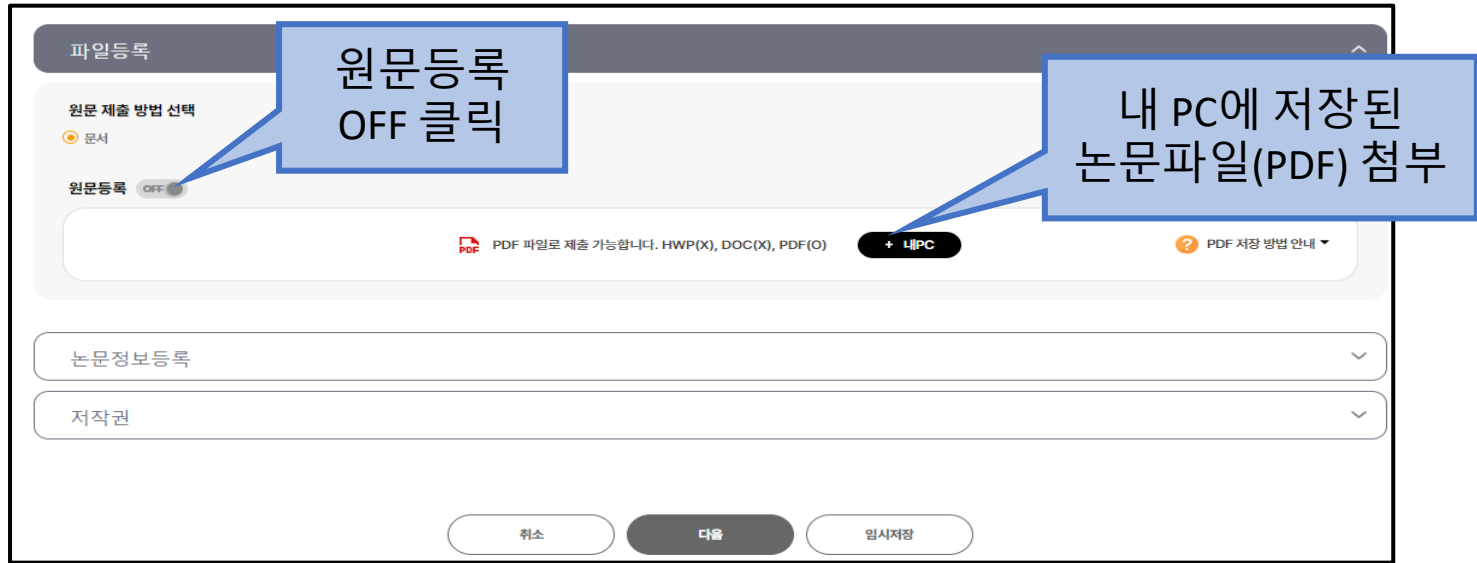 파일등록
원문등록
OFF 클릭
내 PC에 저장된
논문파일(PDF) 첨부
원문 제출 방법 선택
문서
원문등록 OFF
PDF PDF 파일로 제출 가능합니다. HWP(X), DOC(X), PDF(O) + 내PC ? PDF 저장 방법 안내
논문정보등록
저작권
취소 다음 임시저장